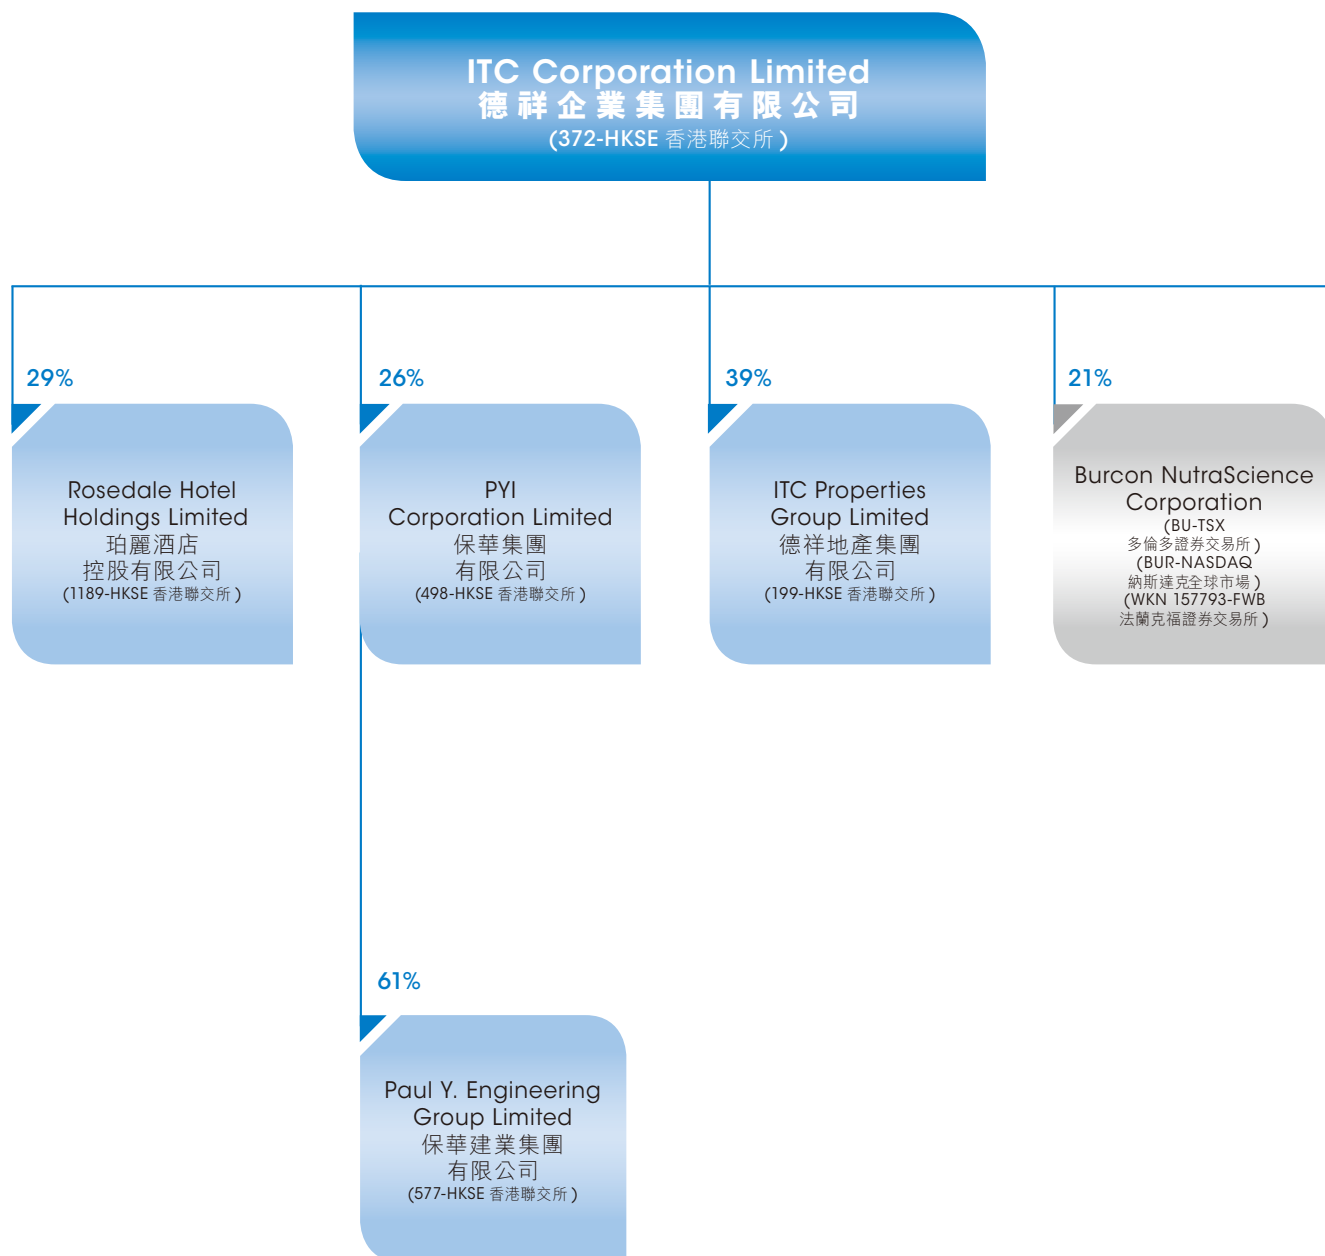 ITC Corporation Limited
德祥企業集團有限公司
(372-HKSE 香港聯交所)
29%
26%
39%
21%
Rosedale Hotel
Holdings Limited
珀麗酒店
控股有限公司
(1189-HKSE 香港聯交所)
PYI
Corporation Limited
保華集團
有限公司
(498-HKSE 香港聯交所)
ITC Properties
Group Limited
德祥地產集團
有限公司
(199-HKSE 香港聯交所)
Burcon NutraScience
Corporation
(BU-TSX
多倫多證券交易所)
(BUR-NASDAQ
納斯達克全球市場)
(WKN 157793-FWB
法蘭克福證券交易所)
61%
Paul Y. Engineering
Group Limited
保華建業集團
有限公司
(577-HKSE 香港聯交所)